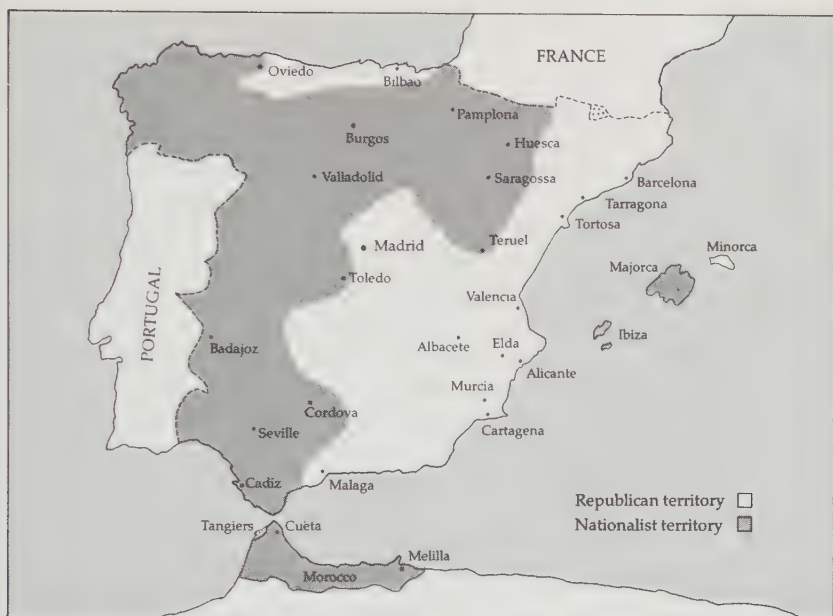 FRANCE
Oviedo
Bilbao
Pamplona
Burgos
Huesca
Valladolid
Saragossa
Barcelona
Tarragona
Tortosa
Madrid
Teruel
Minorca
Majorca
Toledo
PORTUGAL
Valencia
Badajoz
Albacete
Elda
Ibiza
Alicante
Murcia
Cordova
Seville
Cartagena
Cadiz
Malaga
Republican territory
Tangiers
Cueta
Nationalist territory
Melilla
Morocco